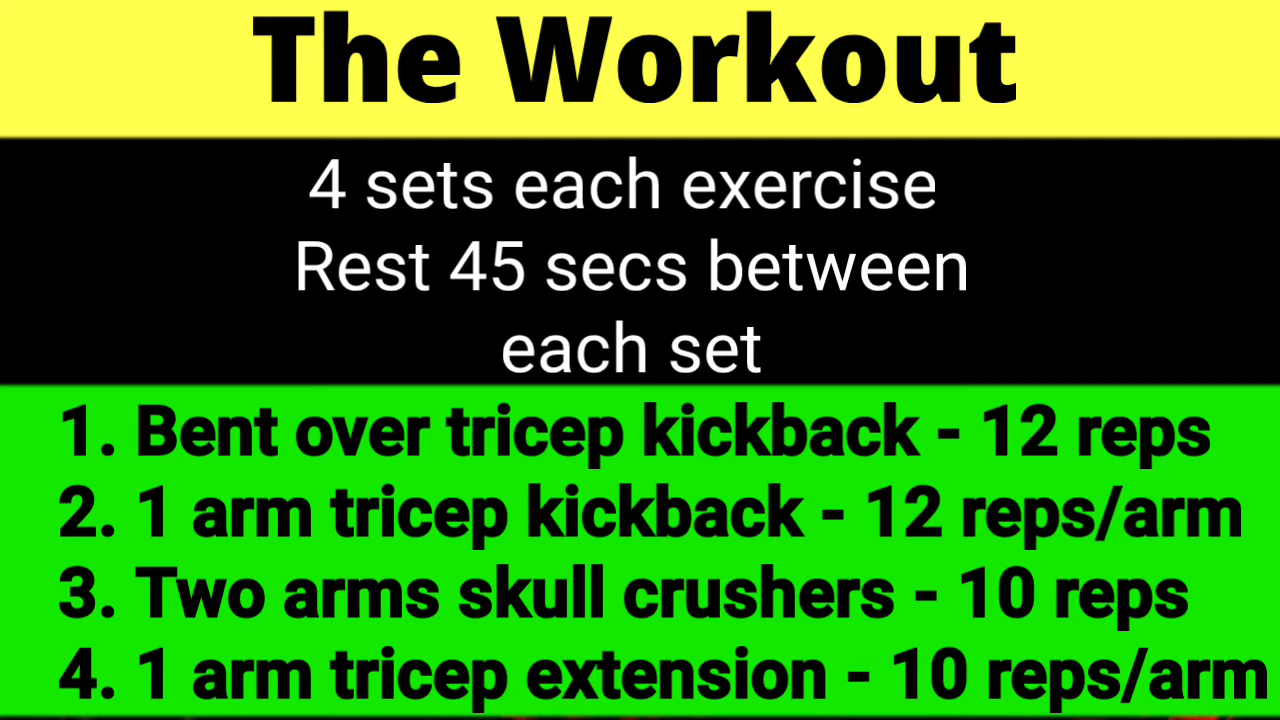 The Workout
4 sets each exercise
Rest 45 secs between
each set
1. Bent over tricep kickback - 12 reps
2. 1 arm tricep kickback - 12 reps/arm
3. Two arms skull crushers - 10 reps
4. 1 arm tricep extension - 10 reps/arm